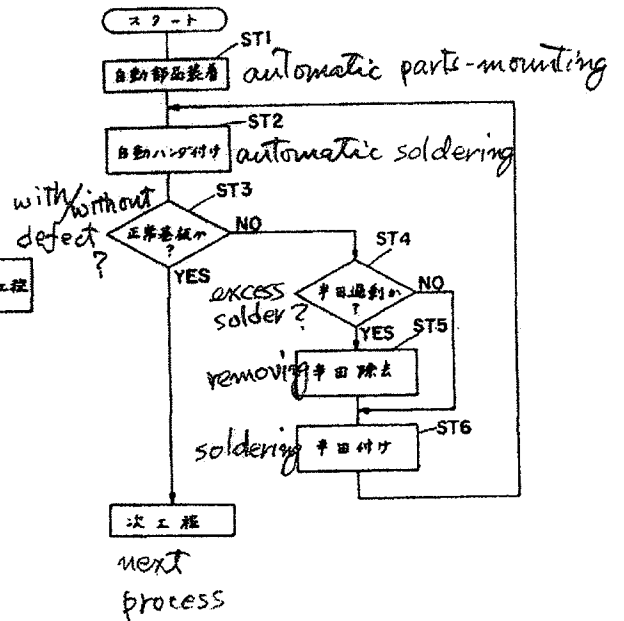 スタート
ST1
自動部品装着 automatic parts-mounting
ST2
自動ハンダ付け automatic soldering
ST3
with/without
defect?
正常基板か
?
NO
YES
ST4
excess
solder?
半田過剰か
?
NO
YES
ST5
removing 半田除去
ST6
soldering 半田付け
工程
次工程
next
process